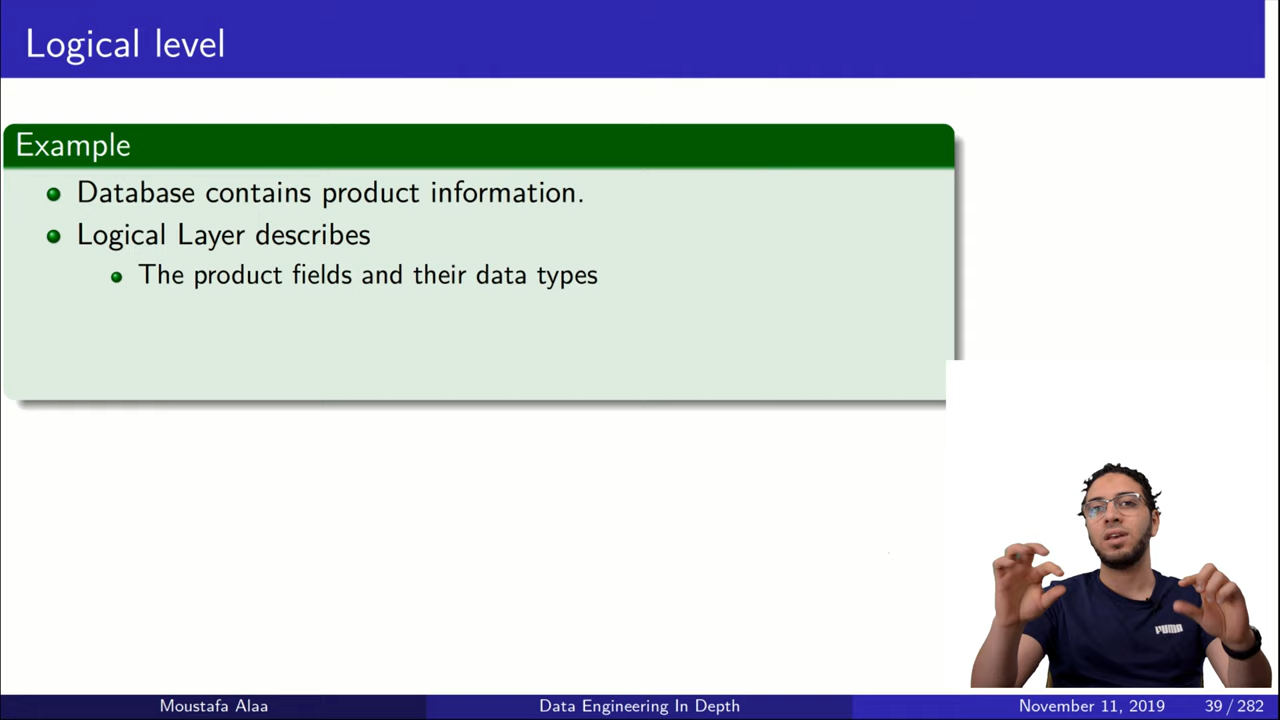 Logical level
Example
Database contains product information.
Logical Layer describes
The product fields and their data types
PUMA
Moustafa Alaa
Data Engineering In Depth
November 11, 2019
39 / 282